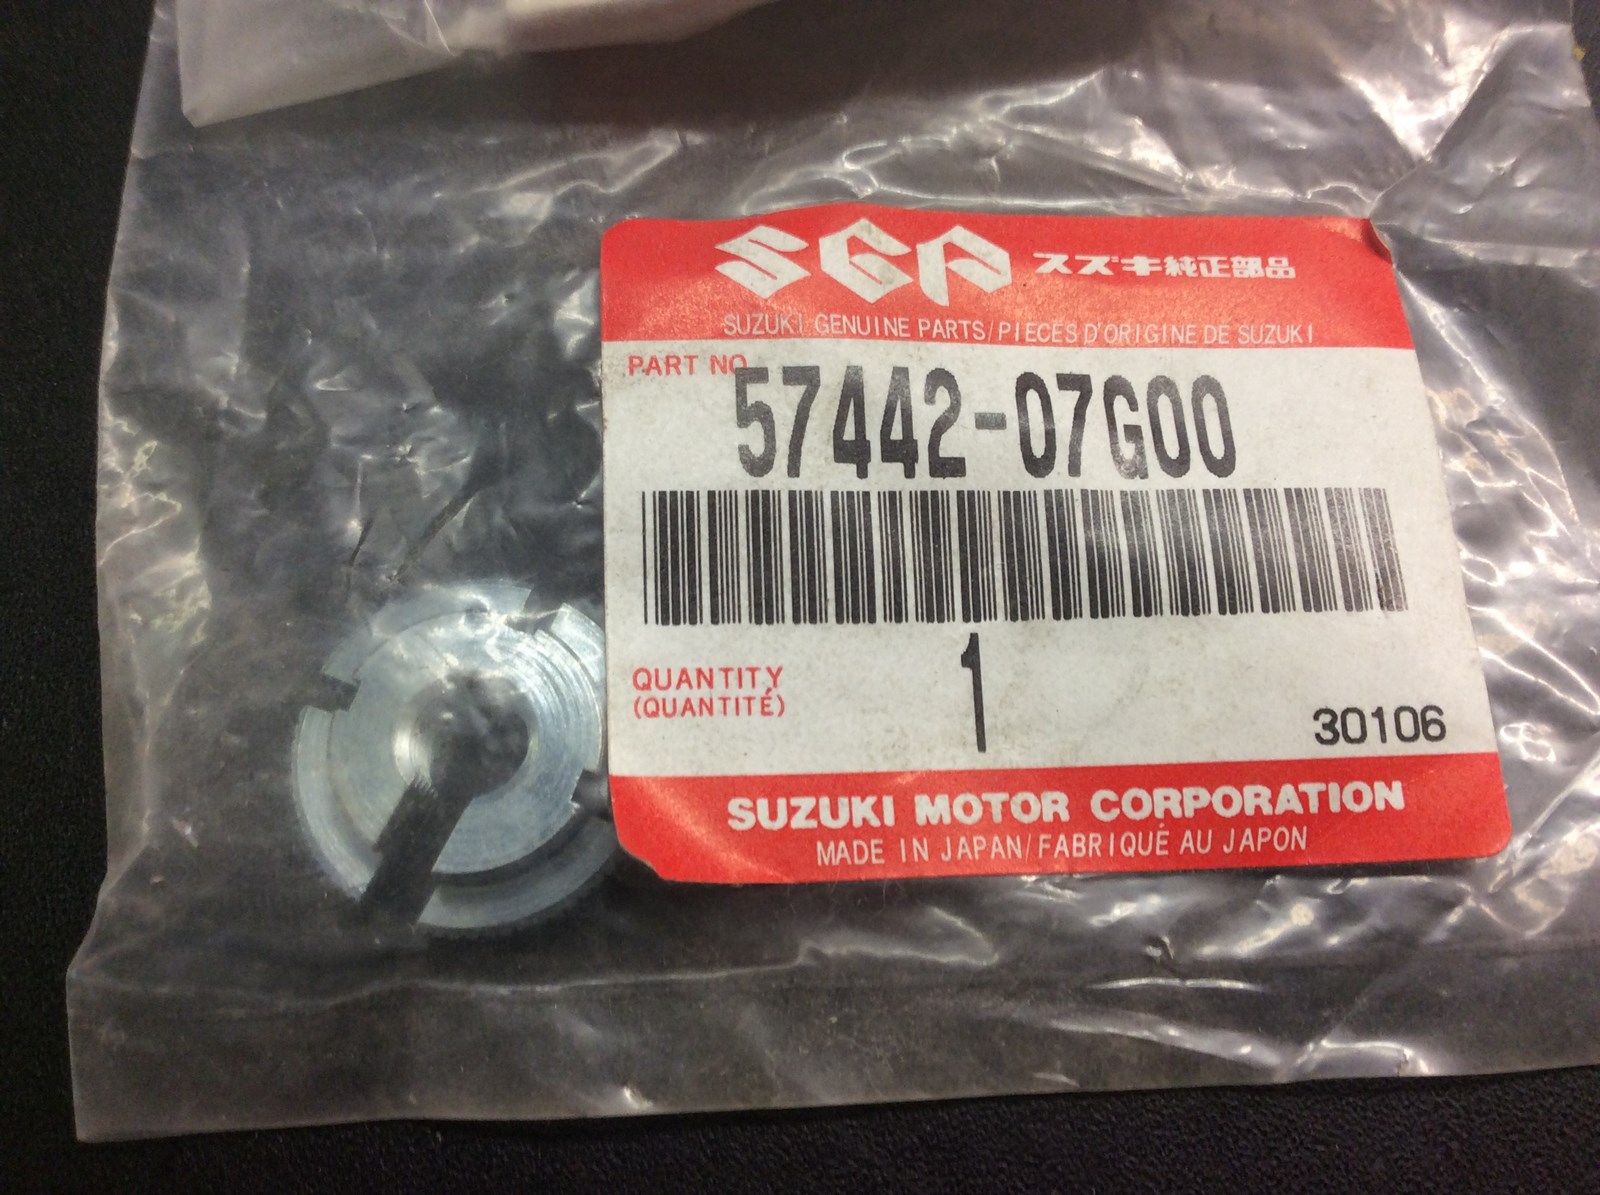 SGP スズキ純正部品
SUZUKI GENUINE PARTS/PIECES D'ORIGINE DE SUZUKI
PART NO.
57442-07G00
QUANTITY
(QUANTITÉ)
1
30106
SUZUKI MOTOR CORPORATION
MADE IN JAPAN/FABRIQUÉ AU JAPON